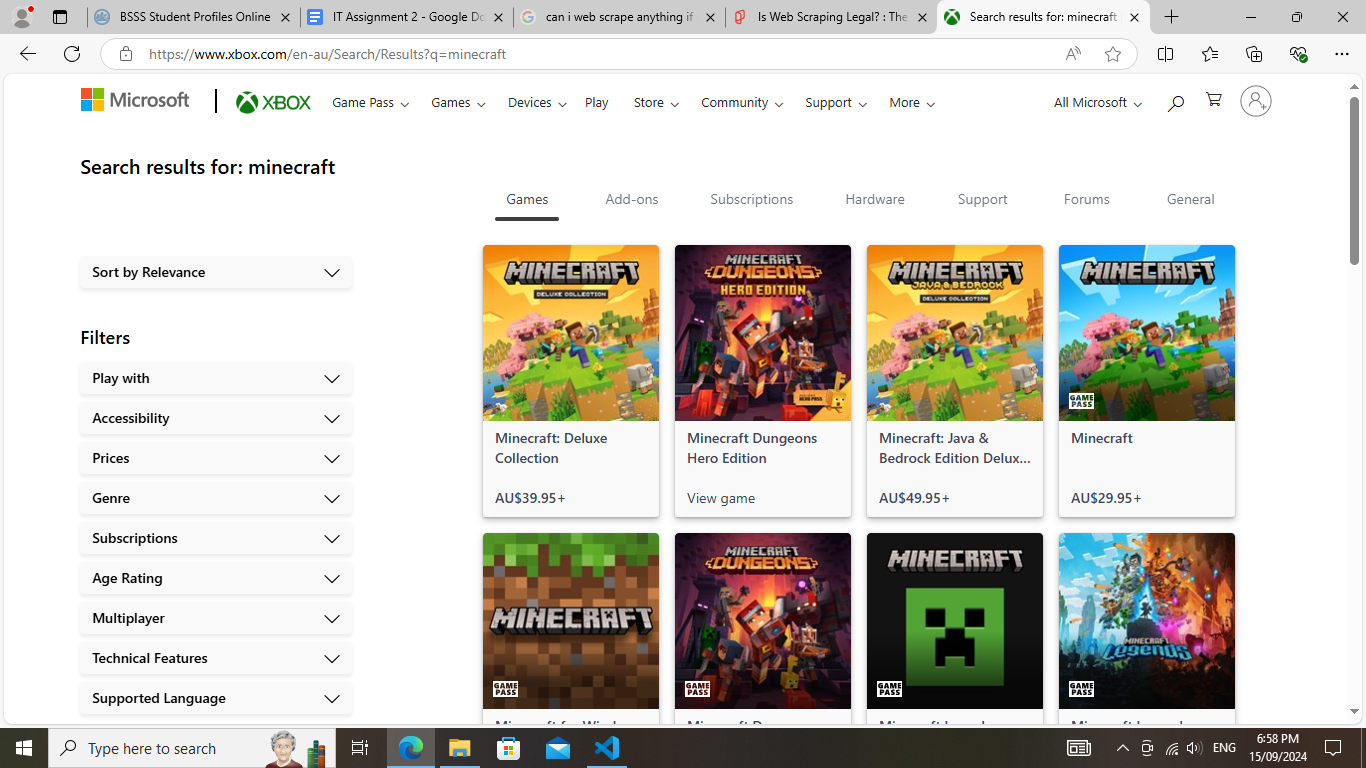 BSSS Student Profiles Online
IT Assignment 2 - Google Do
can i web scrape anything if
Is Web Scraping Legal? : The
Search results for: minecraft
https://www.xbox.com/en-au/Search/Results?q=minecraft
Microsoft
XBOX
Game Pass
Games
Devices
Play
Store
Community
Support
More
All Microsoft
Search results for: minecraft
Games
Add-ons
Subscriptions
Hardware
Support
Forums
General
Sort by Relevance
Filters
Play with
Accessibility
Prices
Genre
Subscriptions
Age Rating
Multiplayer
Technical Features
Supported Language
MINECRAFT
DELUXE COLLECTION
Minecraft: Deluxe
Collection
AU$39.95+
MINECRAFT
DUNGEONS
HERO EDITION
HERO PASS
Minecraft Dungeons
Hero Edition
View game
MINECRAFT
JAVA & BEDROCK
DELUXE COLLECTION
Minecraft: Java &
Bedrock Edition Delux...
AU$49.95+
MINECRAFT
GAME
PASS
Minecraft
AU$29.95+
MINECRAFT
GAME
PASS
MINECRAFT
DUNGEONS
GAME
PASS
MINECRAFT
GAME
PASS
MINECRAFT
Legends
GAME
PASS
Type here to search
ENG
6:58 PM
15/09/2024